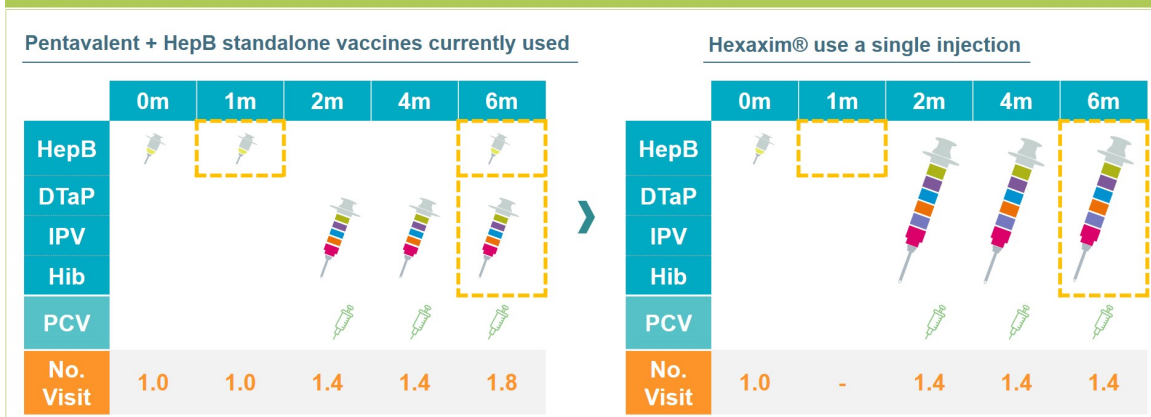 Pentavalent + HepB standalone vaccines currently used
0m 1m 2m 4m 6m
HepB
DTaP
IPV
Hib
PCV
No. Visit 1.0 1.0 1.4 1.4 1.8
Hexaxim® use a single injection
0m 1m 2m 4m 6m
HepB
DTaP
IPV
Hib
PCV
No. Visit 1.0 - 1.4 1.4 1.4